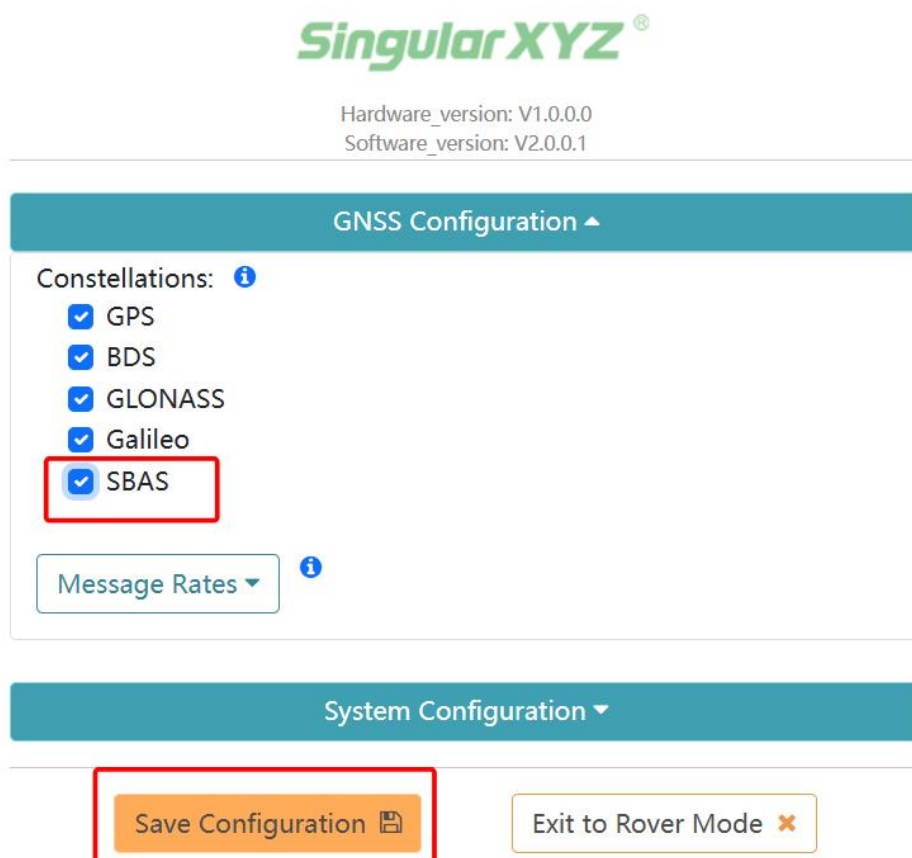 SingularXYZ®
Hardware_version: V1.0.0.0
Software_version: V2.0.0.1
GNSS Configuration
Constellations:
GPS
BDS
GLONASS
Galileo
SBAS
Message Rates
System Configuration
Save Configuration
Exit to Rover Mode